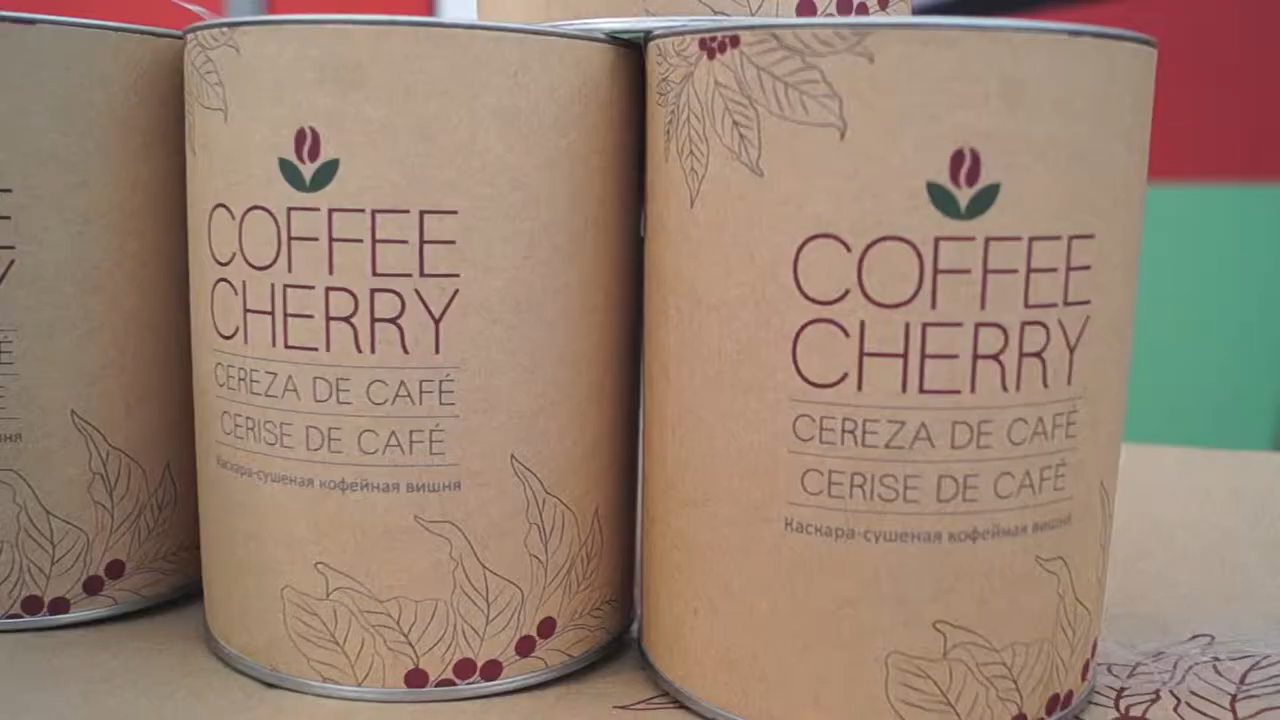 COFFEE
CHERRY
CEREZA DE CAFÉ
CERISE DE CAFÉ
Каскара-сушеная кофейная вишня
COFFEE
CHERRY
CEREZA DE CAFÉ
CERISE DE CAFÉ
Каскара-сушеная кофейная вишня